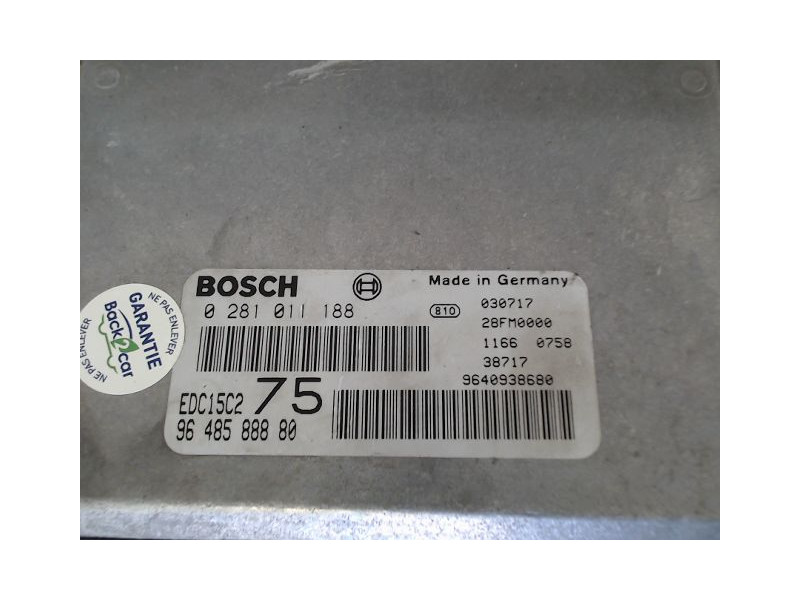 BOSCH
Made in Germany
0 281 011 188
810
030717
28FM0000
1166 0758
38717
9640938680
EDC15C2 75
96 485 888 80
NE PAS ENLEVER
GARANTIE
Back2car
NE PAS ENLEVER